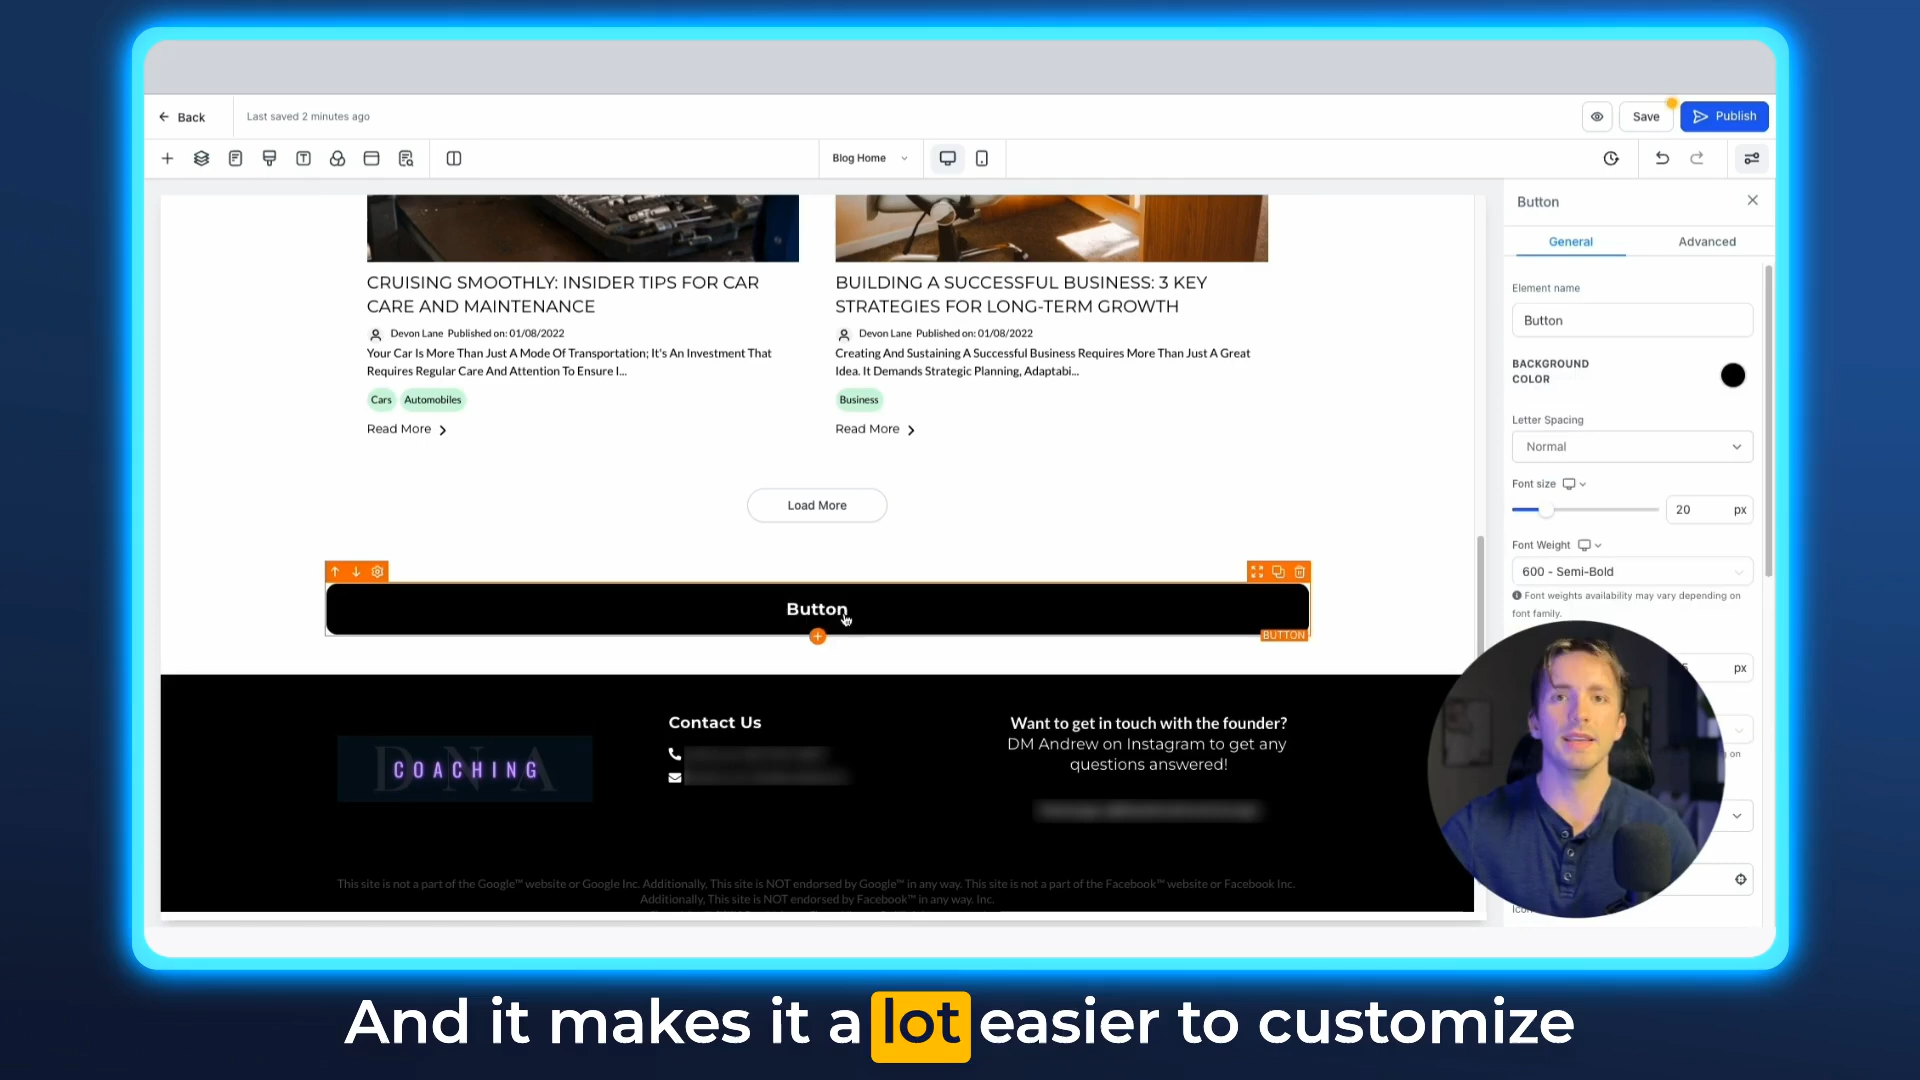 Back
Last saved 2 minutes ago
Save
Publish
Blog Home
Button
General
Advanced
Element name
Button
BACKGROUND
COLOR
Letter Spacing
Normal
Font size
20
px
Font Weight
600 - Semi-Bold
Font weights availability may vary depending on
font family.
px
on
CRUISING SMOOTHLY: INSIDER TIPS FOR CAR
CARE AND MAINTENANCE
Devon Lane Published on: 01/08/2022
Your Car Is More Than Just A Mode Of Transportation; It's An Investment That
Requires Regular Care And Attention To Ensure I...
Cars Automobiles
Read More
BUILDING A SUCCESSFUL BUSINESS: 3 KEY
STRATEGIES FOR LONG-TERM GROWTH
Devon Lane Published on: 01/08/2022
Creating And Sustaining A Successful Business Requires More Than Just A Great
Idea. It Demands Strategic Planning, Adaptabi...
Business
Read More
Load More
Button
BUTTON
DNA
COACHING
Contact Us
Want to get in touch with the founder?
DM Andrew on Instagram to get any
questions answered!
This site is not a part of the Google™ website or Google Inc. Additionally, This site is NOT endorsed by Google™ in any way. This site is not a part of the Facebook™ website or Facebook Inc.
Additionally, This site is NOT endorsed by Facebook™ in any way. Inc.
And it makes it a lot easier to customize